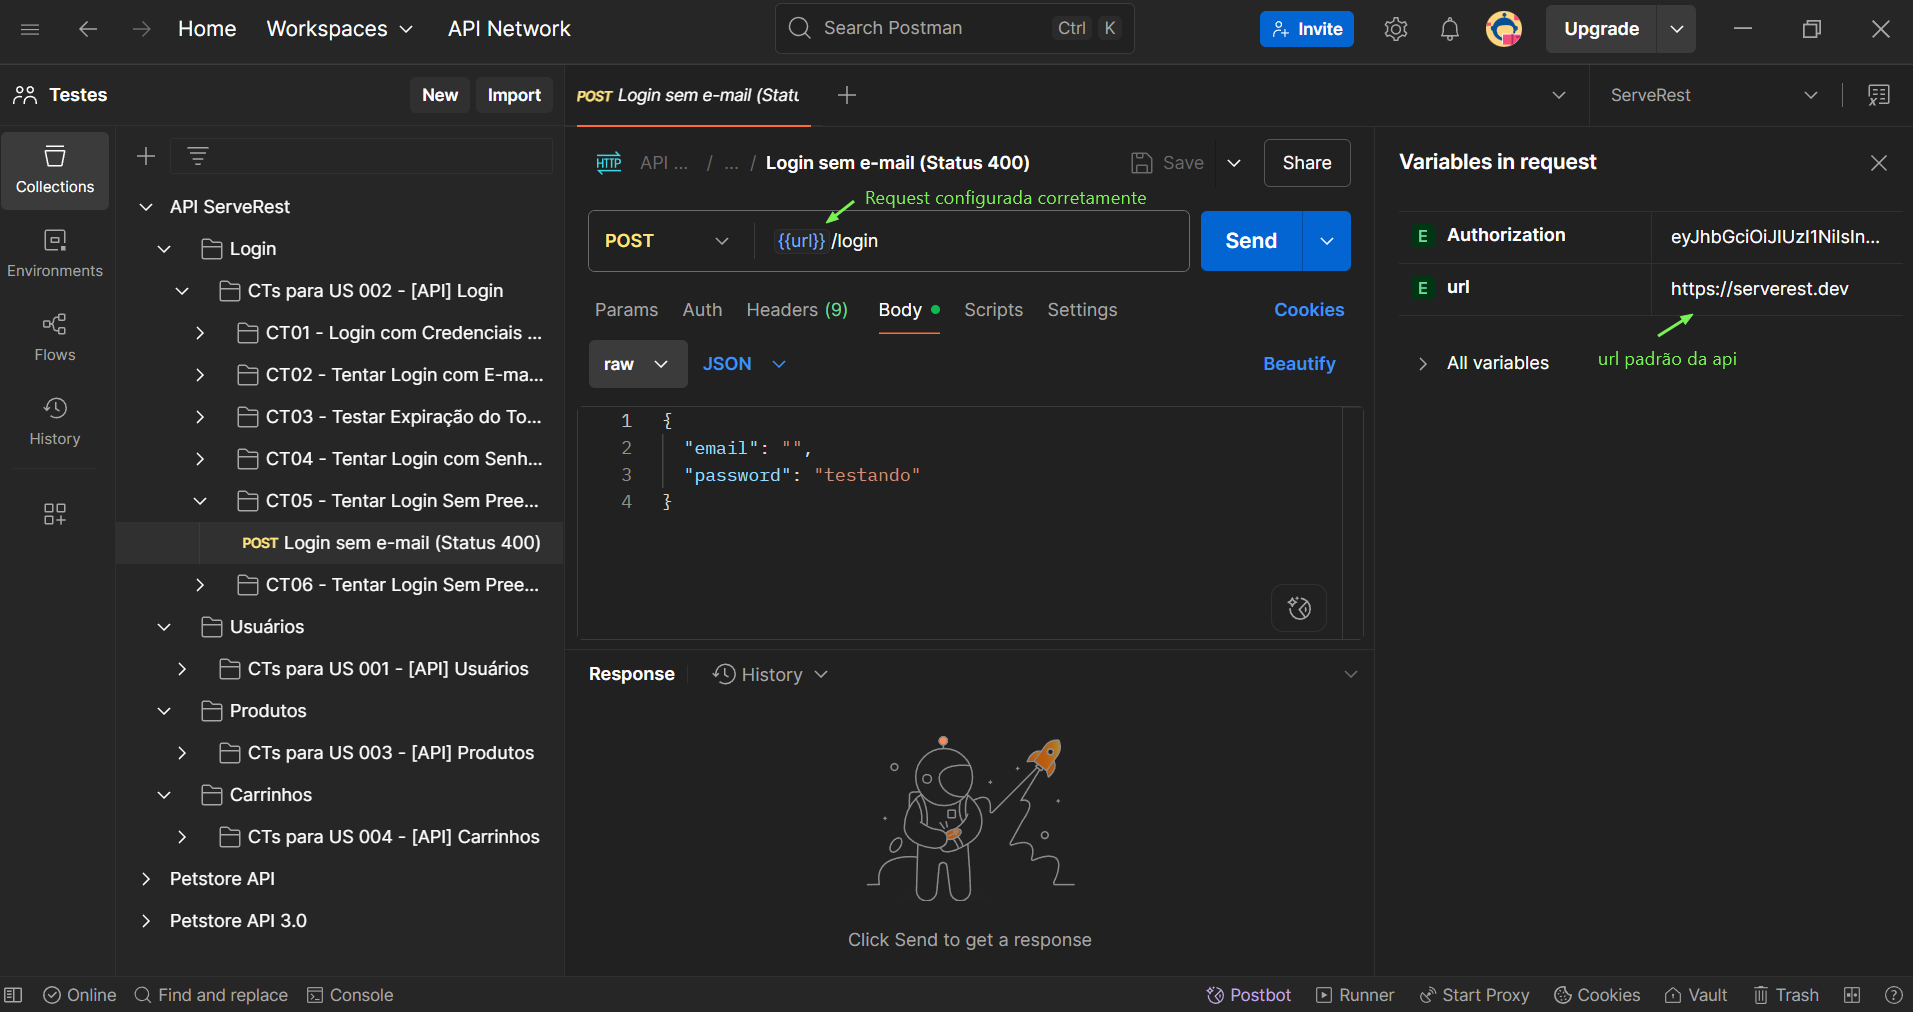 Home
Workspaces
API Network
Search Postman
Ctrl
K
Invite
Upgrade
Testes
New
Import
POST Login sem e-mail (Statu
ServeRest
Collections
Environments
Flows
History
API ServeRest
Login
CTs para US 002 - [API] Login
CT01 - Login com Credenciais ...
CT02 - Tentar Login com E-ma...
CT03 - Testar Expiração do To...
CT04 - Tentar Login com Senh...
CT05 - Tentar Login Sem Pree...
POST Login sem e-mail (Status 400)
CT06 - Tentar Login Sem Pree...
Usuários
CTs para US 001 - [API] Usuários
Produtos
CTs para US 003 - [API] Produtos
Carrinhos
CTs para US 004 - [API] Carrinhos
Petstore API
Petstore API 3.0
HTTP
API ... / ... / Login sem e-mail (Status 400)
Save
Share
Request configurada corretamente
POST
{{url}} /login
Send
Params
Auth
Headers (9)
Body
Scripts
Settings
Cookies
raw
JSON
Beautify
1 {
2 "email": "",
3 "password": "testando"
4 }
Response
History
Click Send to get a response
Variables in request
E Authorization
eyJhbGciOiJIUzI1NiIsIn...
E url
https://serverest.dev
url padrão da api
All variables
Online
Find and replace
Console
Postbot
Runner
Start Proxy
Cookies
Vault
Trash